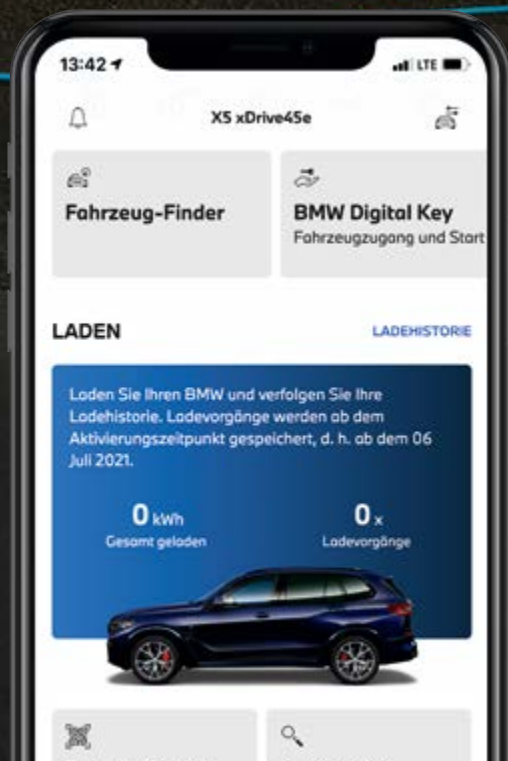 13:42
LTE
X5 xDrive45e
Fahrzeug-Finder
BMW Digital Key
Fahrzeugzugang und Start
LADEN
LADEHISTORIE
Laden Sie Ihren BMW und verfolgen Sie Ihre
Ladehistorie. Ladevorgänge werden ab dem
Aktivierungszeitpunkt gespeichert, d. h. ab dem 06
Juli 2021.
0 kWh
0 x
Gesamt geladen
Ladevorgänge